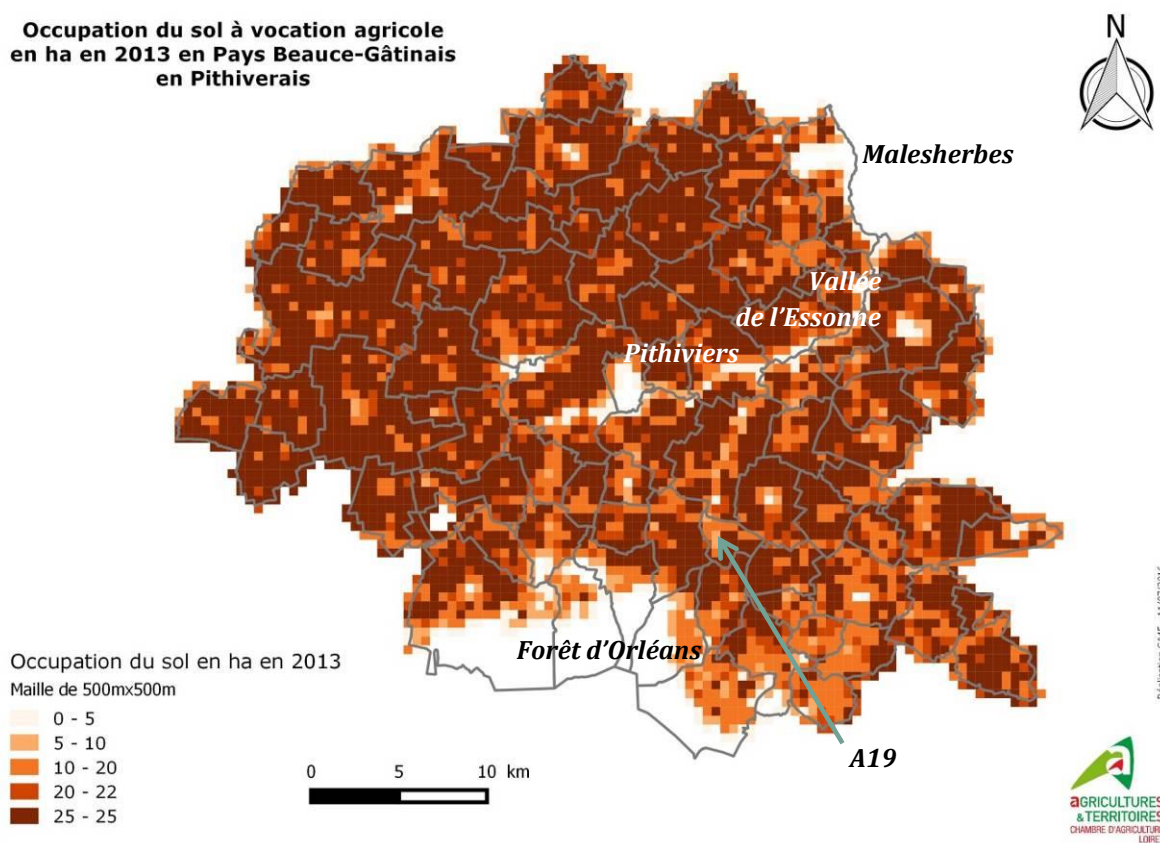 Occupation du sol à vocation agricole
en ha en 2013 en Pays Beauce-Gâtinais
en Pithiverais
N
Malesherbes
Vallée
de l'Essonne
Pithiviers
Forêt d'Orléans
A19
Occupation du sol en ha en 2013
Maille de 500mx500m
0 - 5
5 - 10
10 - 20
20 - 22
25 - 25
0 5 10 km
aGRICULTURES
& TERRITOIRES
CHAMBRE D'AGRICULTURE
LOIRET